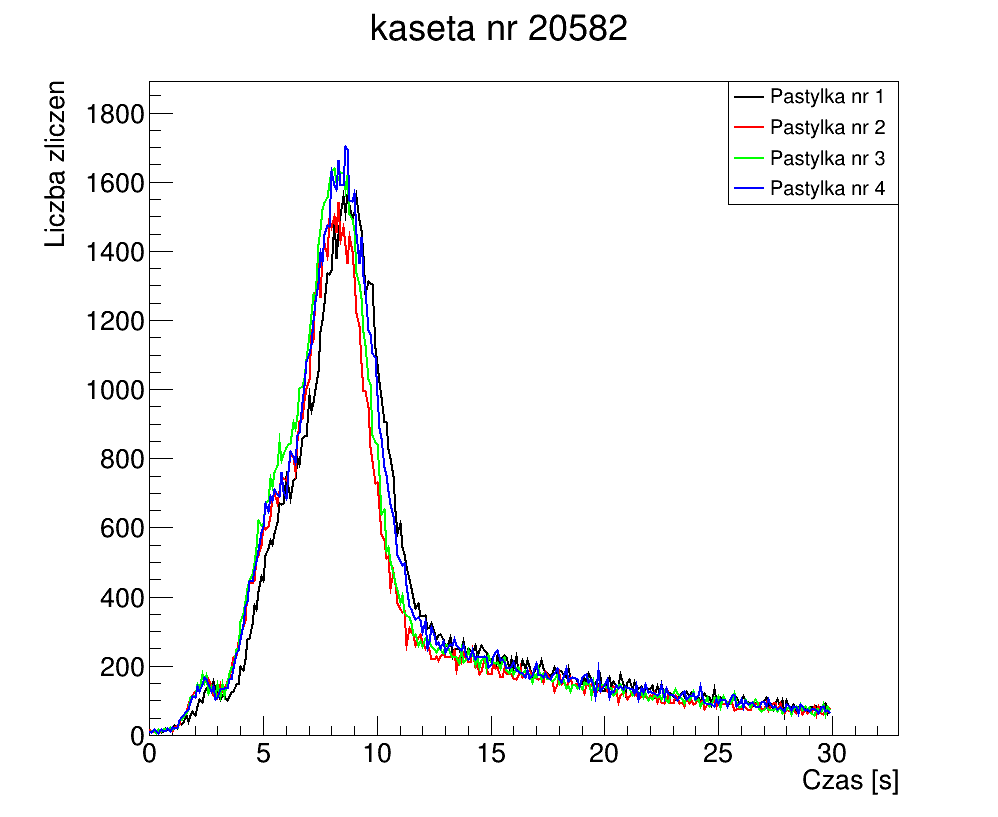 kaseta nr 20582
Liczba zliczen
1800
1600
1400
1200
1000
800
600
400
200
0
Pastylka nr 1
Pastylka nr 2
Pastylka nr 3
Pastylka nr 4
0 5 10 15 20 25 30
Czas [s]